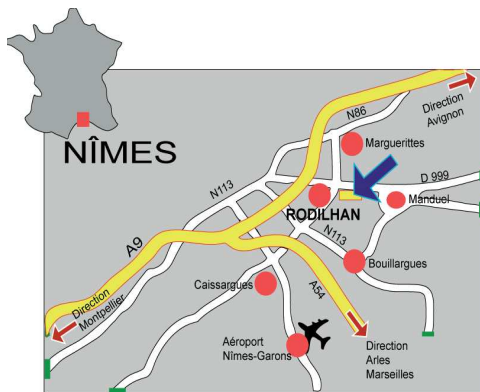 NÎMES
N86
Direction
Avignon
Marguerittes
D 999
N113
RODILHAN
Manduel
A9
N113
Bouillargues
Direction
Montpellier
Caissargues
A54
Aéroport
Nîmes-Garons
Direction
Arles
Marseilles